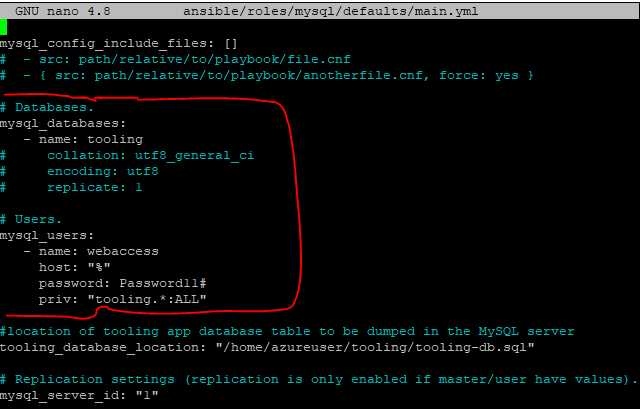 GNU nano 4.8 ansible/roles/mysql/defaults/main.yml
mysql_config_include_files: []
#  - src: path/relative/to/playbook/file.cnf
#  - { src: path/relative/to/playbook/anotherfile.cnf, force: yes }
# Databases.
mysql_databases:
   - name: tooling
#     collation: utf8_general_ci
#     encoding: utf8
#     replicate: 1
# Users.
mysql_users:
   - name: webaccess
     host: "%"
     password: Password11#
     priv: "tooling.*:ALL"
#location of tooling app database table to be dumped in the MySQL server
tooling_database_location: "/home/azureuser/tooling/tooling-db.sql"
# Replication settings (replication is only enabled if master/user have values).
mysql_server_id: "1"